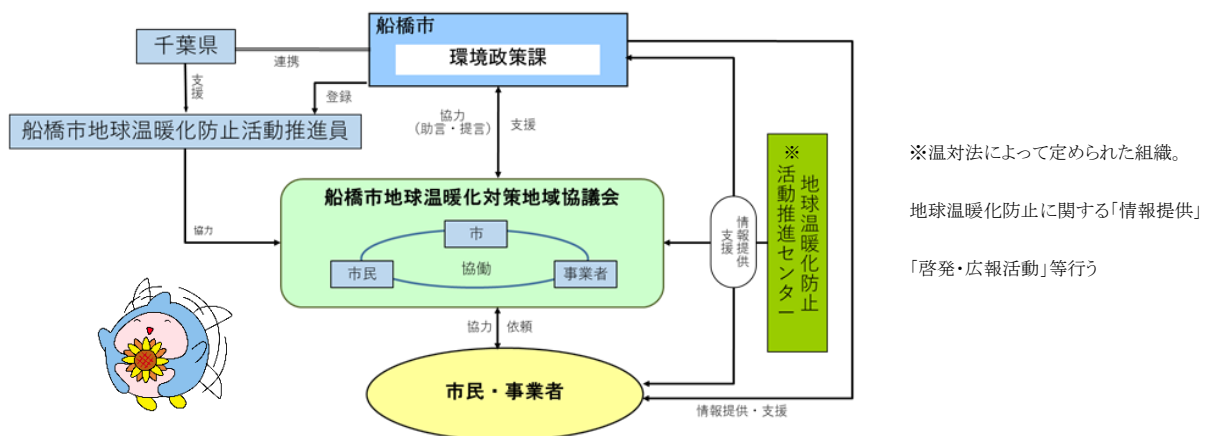 船橋市
環境政策課
千葉県
連携
支援
登録
船橋市地球温暖化防止活動推進員
協力
（助言・提言）
支援
船橋市地球温暖化対策地域協議会
市
市民
協働
事業者
協力
情報提供
支援
※地球温暖化防止
活動推進センター
※温対法によって定められた組織。
地球温暖化防止に関する「情報提供」
「啓発・広報活動」等行う
協力
依頼
市民・事業者
情報提供・支援